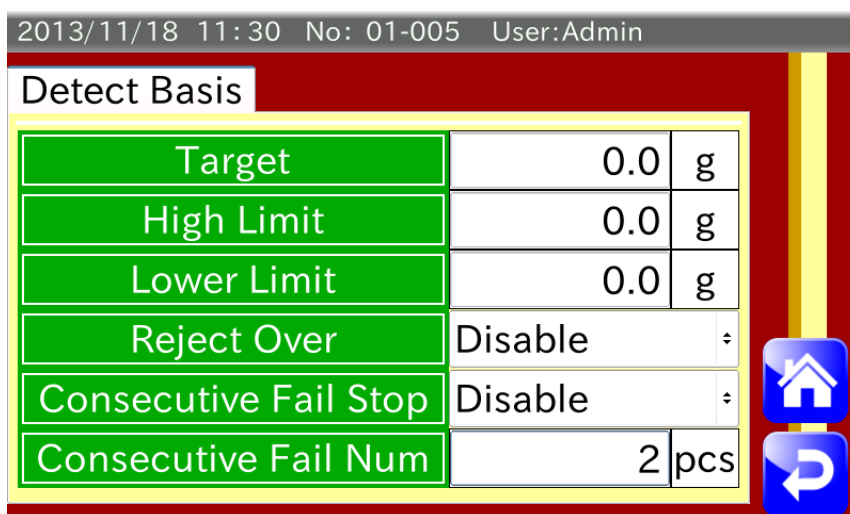 2013/11/18 11:30 No: 01-005 User:Admin
Detect Basis
Target 0.0 g
High Limit 0.0 g
Lower Limit 0.0 g
Reject Over Disable
Consecutive Fail Stop Disable
Consecutive Fail Num 2 pcs